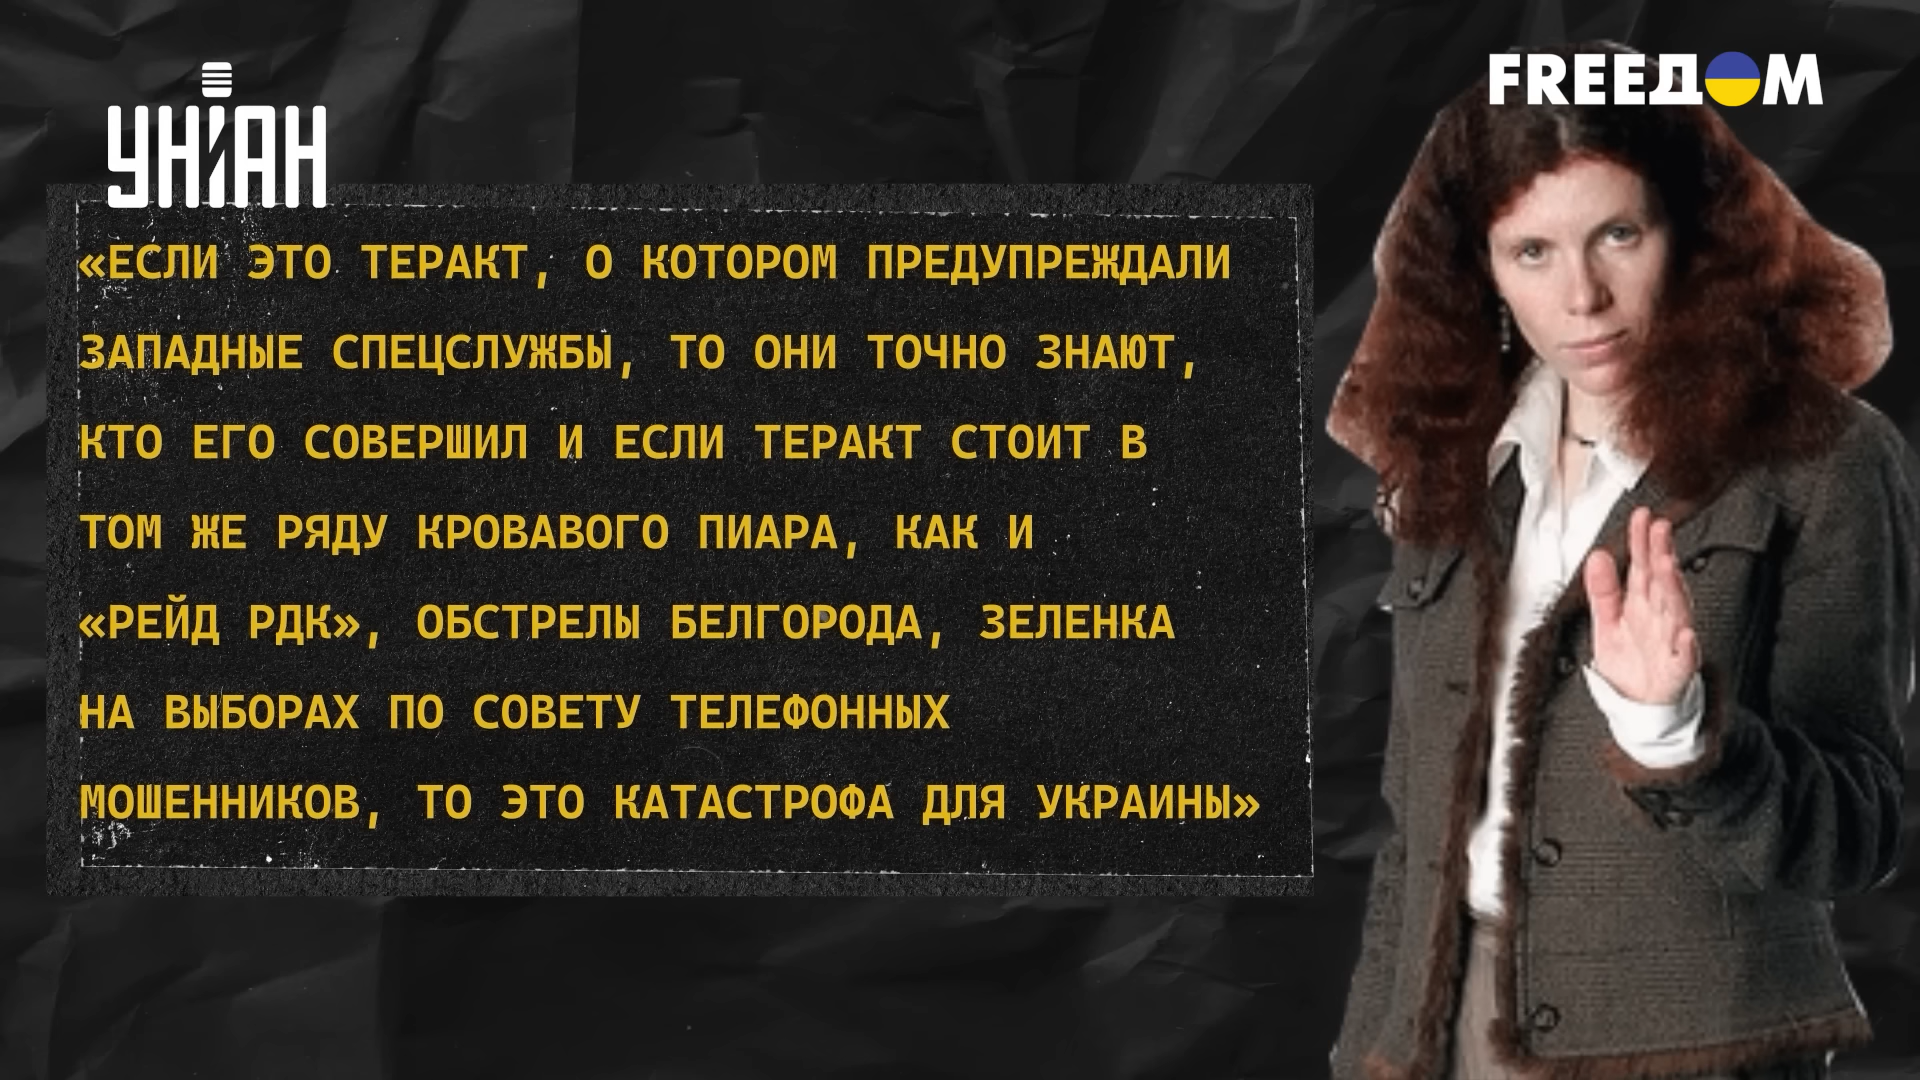 УНІАН
FREEДОМ
«ЕСЛИ ЭТО ТЕРАКТ, О КОТОРОМ ПРЕДУПРЕЖДАЛИ
ЗАПАДНЫЕ СПЕЦСЛУЖБЫ, ТО ОНИ ТОЧНО ЗНАЮТ,
КТО ЕГО СОВЕРШИЛ И ЕСЛИ ТЕРАКТ СТОИТ В
ТОМ ЖЕ РЯДУ КРОВАВОГО ПИАРА, КАК И
«РЕЙД РДК», ОБСТРЕЛЫ БЕЛГОРОДА, ЗЕЛЕНКА
НА ВЫБОРАХ ПО СОВЕТУ ТЕЛЕФОННЫХ
МОШЕННИКОВ, ТО ЭТО КАТАСТРОФА ДЛЯ УКРАИНЫ»